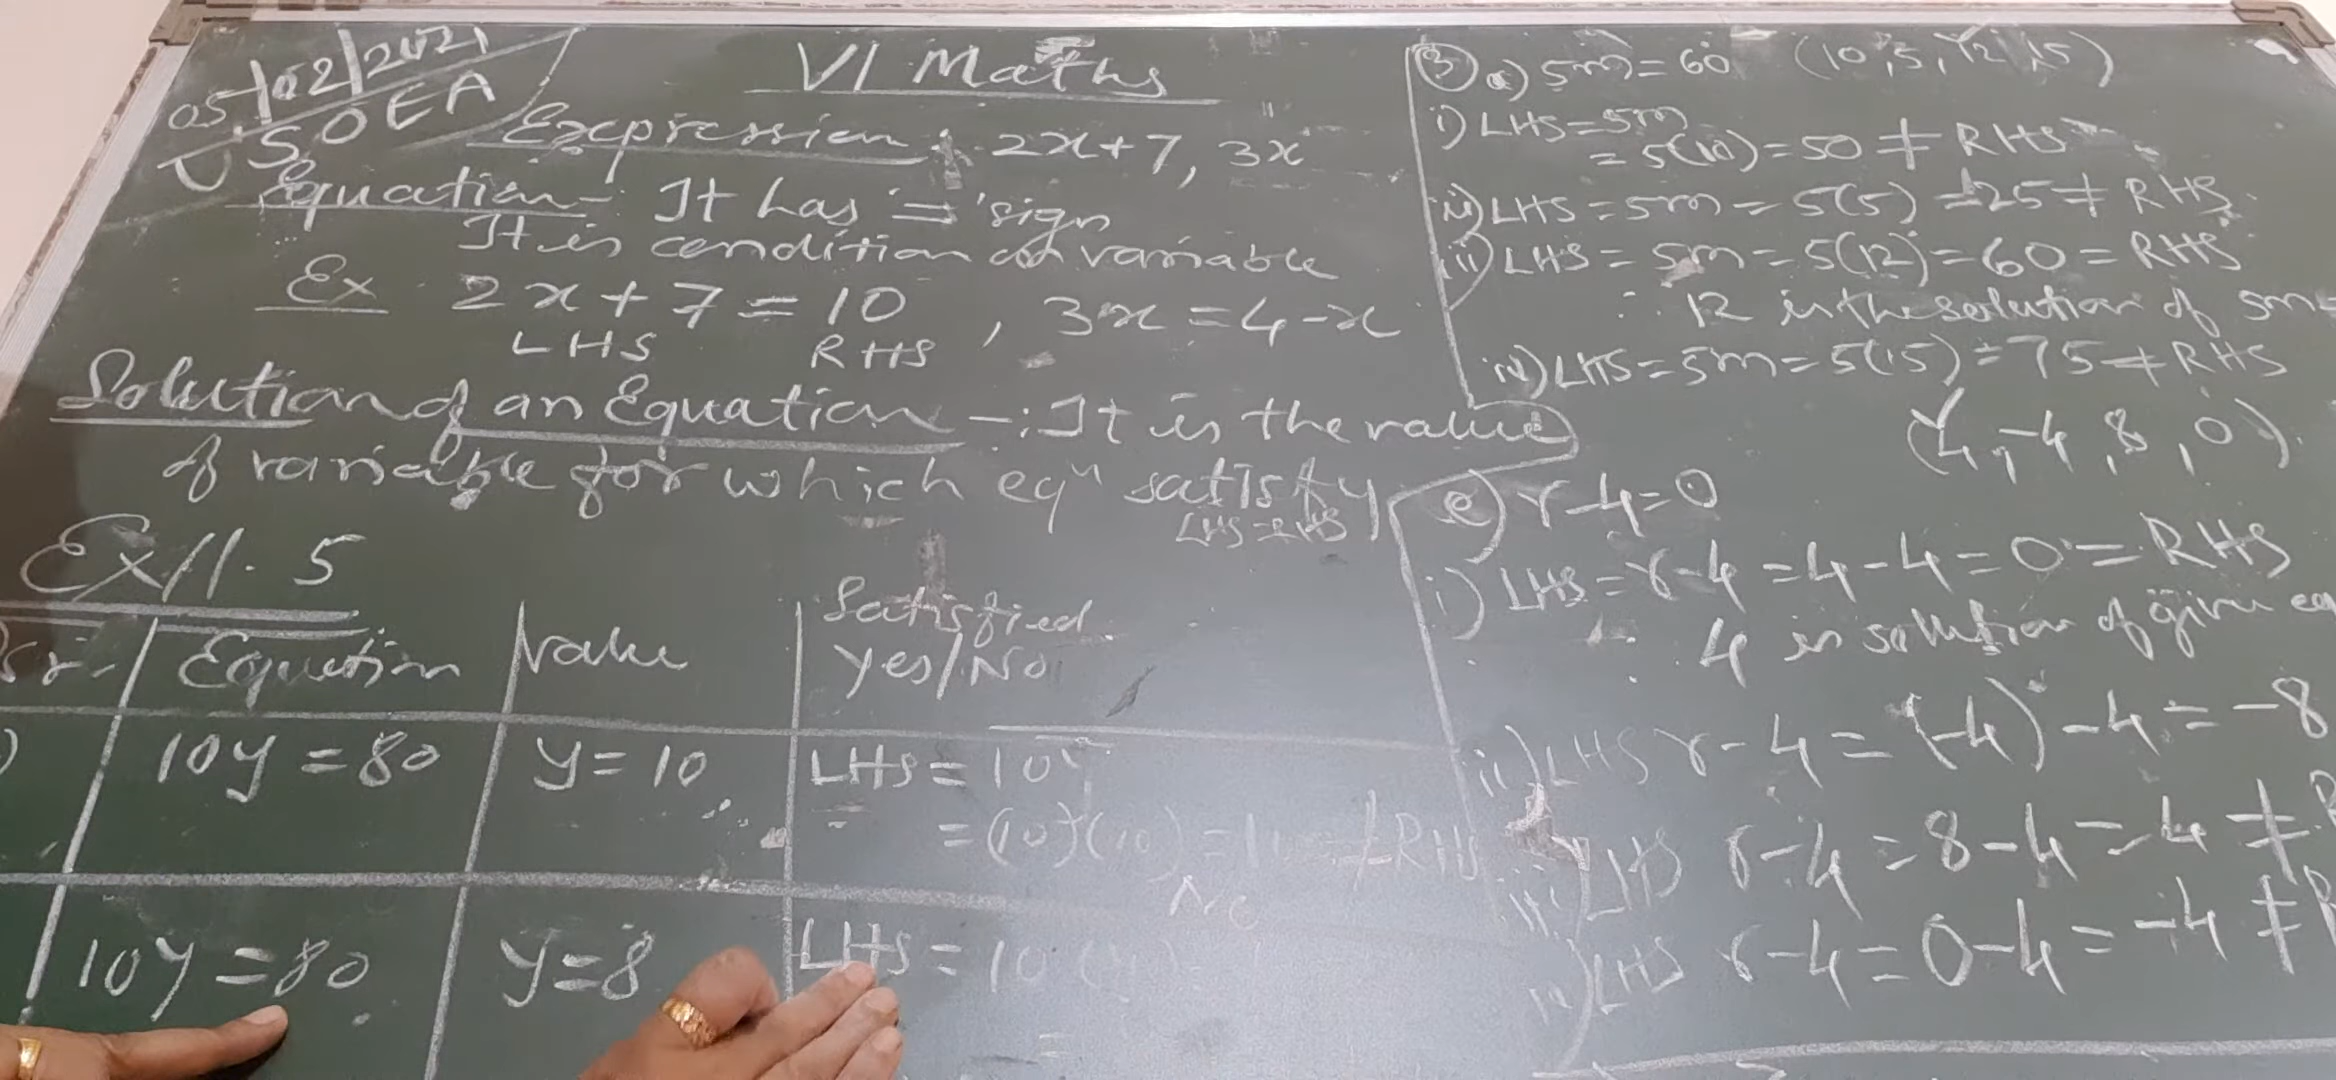 05/02/2021
VI Maths
Expression : 2x+7, 3x
Equation - It has '=' sign
It is condition on variable
Ex 2x+7=10 , 3x=4-x
LHS RHS
Solution of an Equation -: It is the value
of variable for which eqn satisfy
LHS=RHS
Ex 11.5
Sr. Equation Value Satisfied
Yes/No
10y=80 y=10 LHS=10
=(10)(10)= ≠RHS
No
10y=80 y=8 LHS=10(
=
③ a) 5m=60 (10,5,12,15)
i) LHS=5m
=5(10)=50≠RHS
ii) LHS=5m=5(5)=25≠RHS
iii) LHS=5m=5(12)=60=RHS
∴ 12 is the solution of 5m=
iv) LHS=5m=5(15)=75≠RHS
(4,-4,8,0)
e) r-4=0
i) LHS=r-4=4-4=0=RHS
∴ 4 is solution of given eq
ii) LHS r-4=(-4)-4=-8
iii) LHS r-4=8-4=4≠R
iv) LHS r-4=0-4=-4≠R